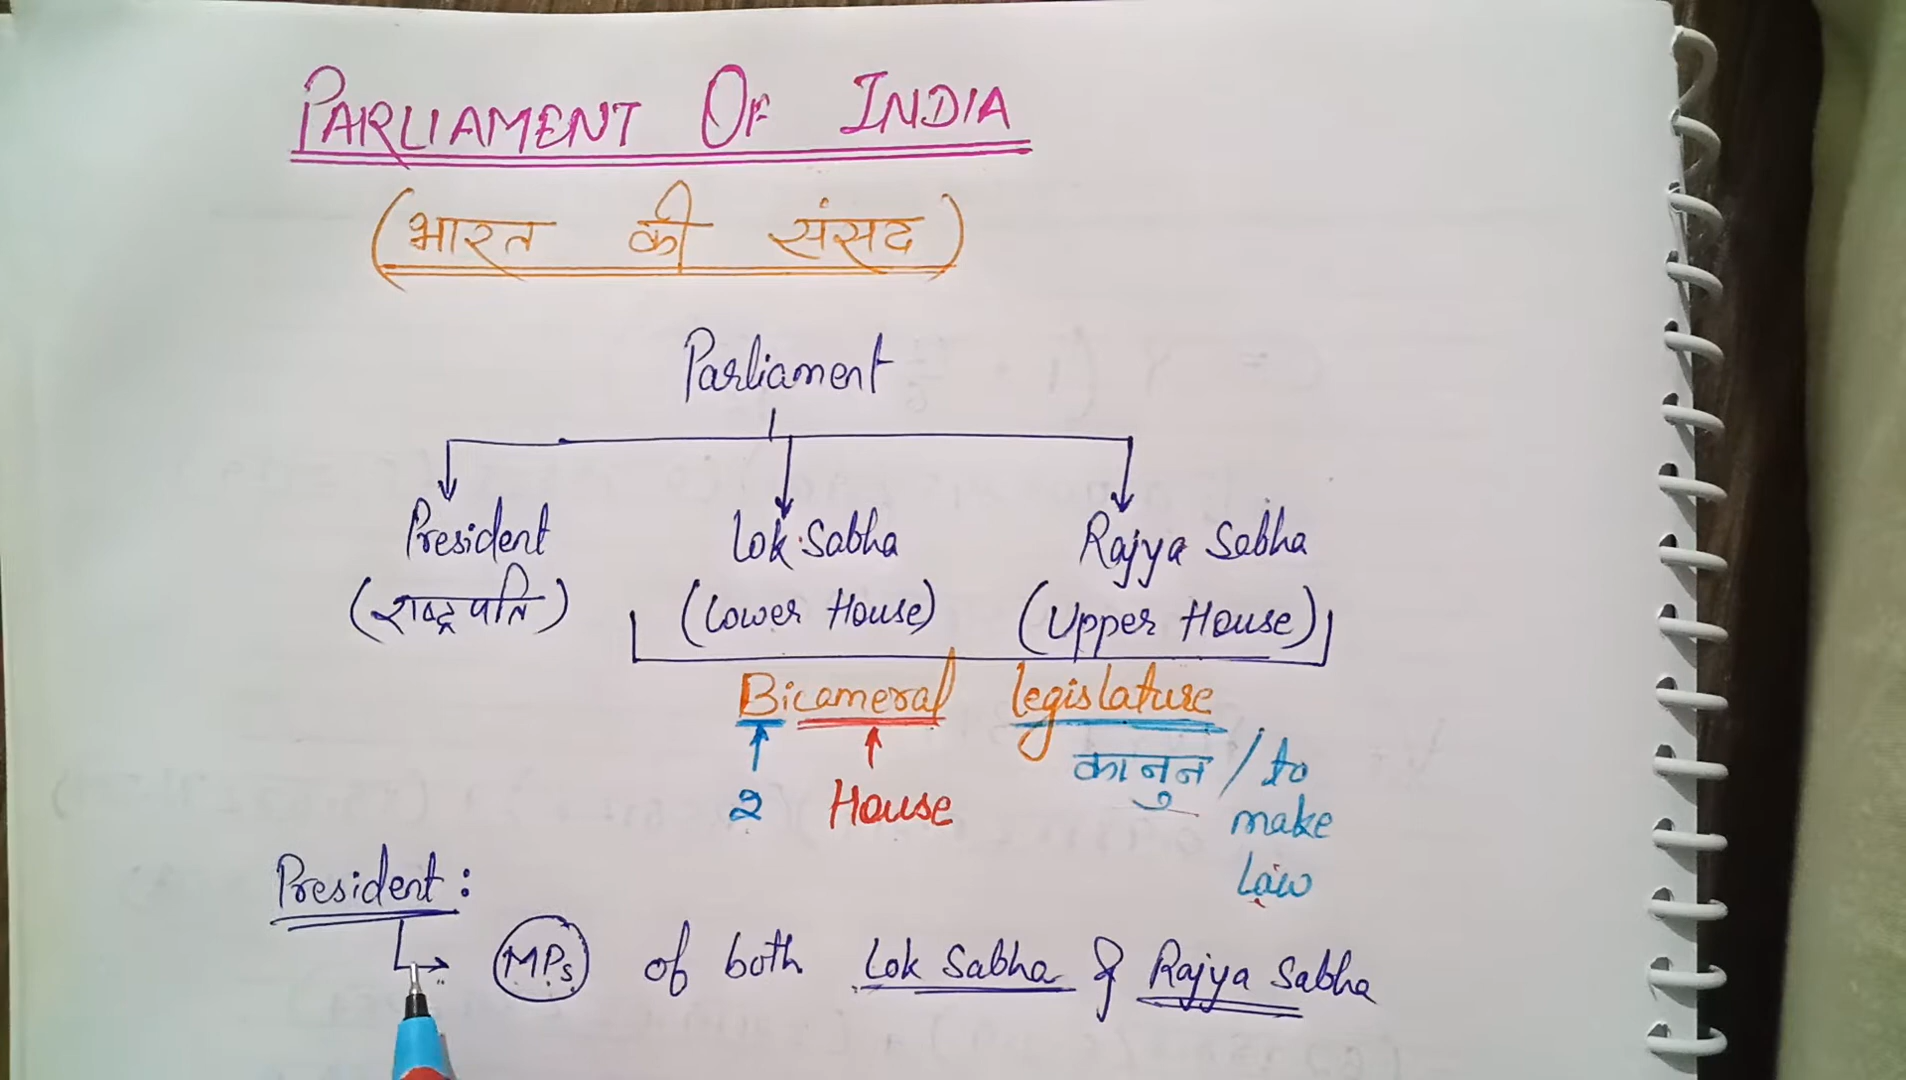 PARLIAMENT OF INDIA
(भारत की संसद)
Parliament
President Lok Sabha Rajya Sabha
(राष्ट्रपति) (Lower House) (Upper House)
Bicameral legislature
कानुन / to
2 House make
Law
President :
MPs of both Lok Sabha & Rajya Sabha